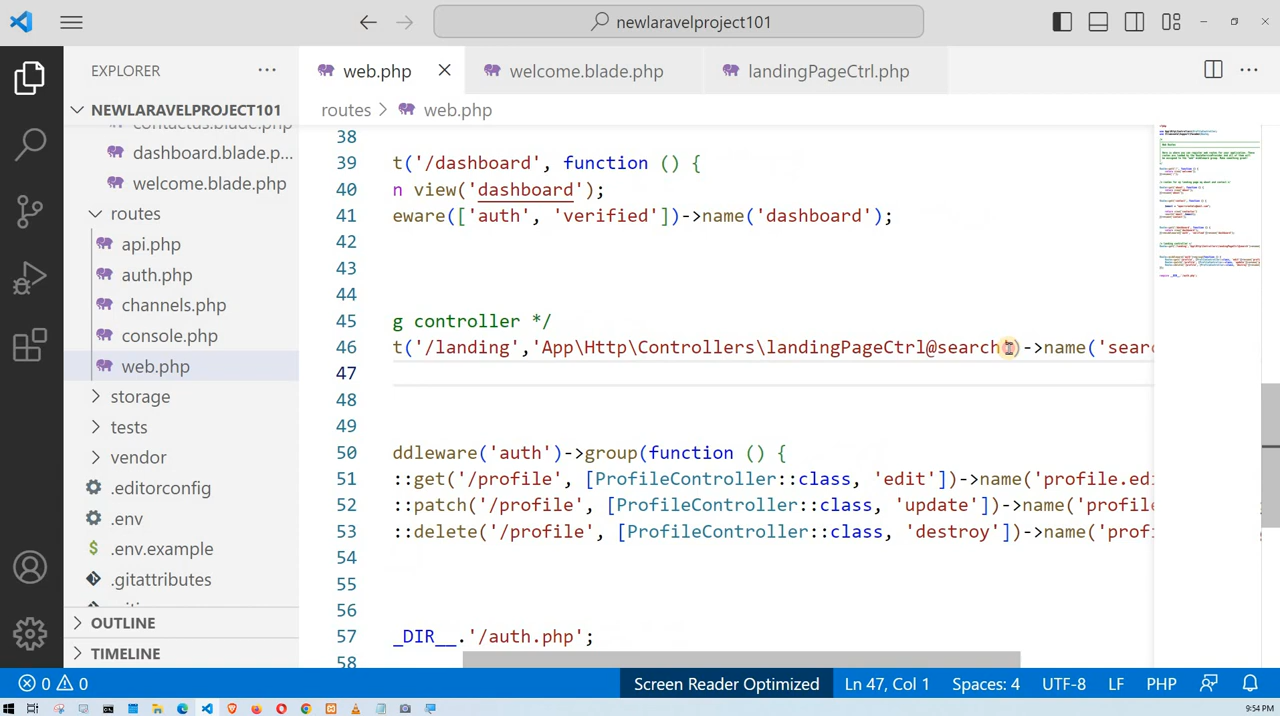 newlaravelproject101
EXPLORER
web.php
welcome.blade.php
landingPageCtrl.php
NEWLARAVELPROJECT101
routes
web.php
contactus.blade.php
dashboard.blade.p...
welcome.blade.php
routes
api.php
auth.php
channels.php
console.php
web.php
storage
tests
vendor
.editorconfig
.env
.env.example
.gitattributes
OUTLINE
TIMELINE
38
39 t('/dashboard', function () {
40 n view('dashboard');
41 eware(['auth', 'verified'])->name('dashboard');
42
43
44
45 g controller */
46 t('/landing','App\Http\Controllers\landingPageCtrl@search')->name('searc
47
48
49
50 ddleware('auth')->group(function () {
51 ::get('/profile', [ProfileController::class, 'edit'])->name('profile.edi
52 ::patch('/profile', [ProfileController::class, 'update'])->name('profile
53 ::delete('/profile', [ProfileController::class, 'destroy'])->name('profi
54
55
56
57 _DIR__.'/auth.php';
58
0 0
Screen Reader Optimized
Ln 47, Col 1
Spaces: 4
UTF-8
LF
PHP
9:54 PM